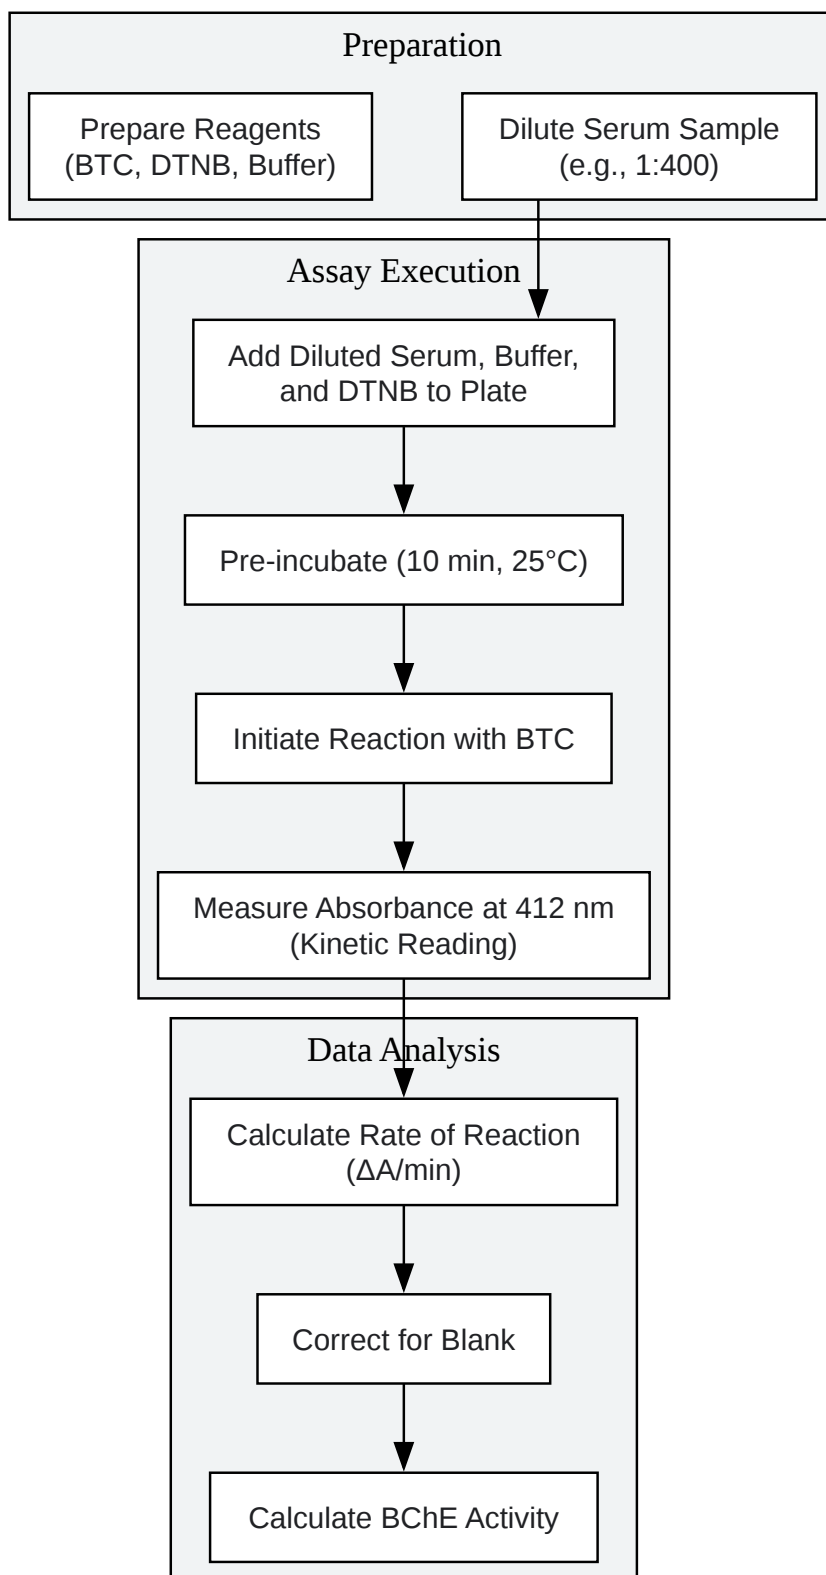 Preparation
Prepare Reagents
(BTC, DTNB, Buffer)
Dilute Serum Sample
(e.g., 1:400)
Assay Execution
Add Diluted Serum, Buffer,
and DTNB to Plate
Pre-incubate (10 min, 25°C)
Initiate Reaction with BTC
Measure Absorbance at 412 nm
(Kinetic Reading)
Data Analysis
Calculate Rate of Reaction
(ΔA/min)
Correct for Blank
Calculate BChE Activity